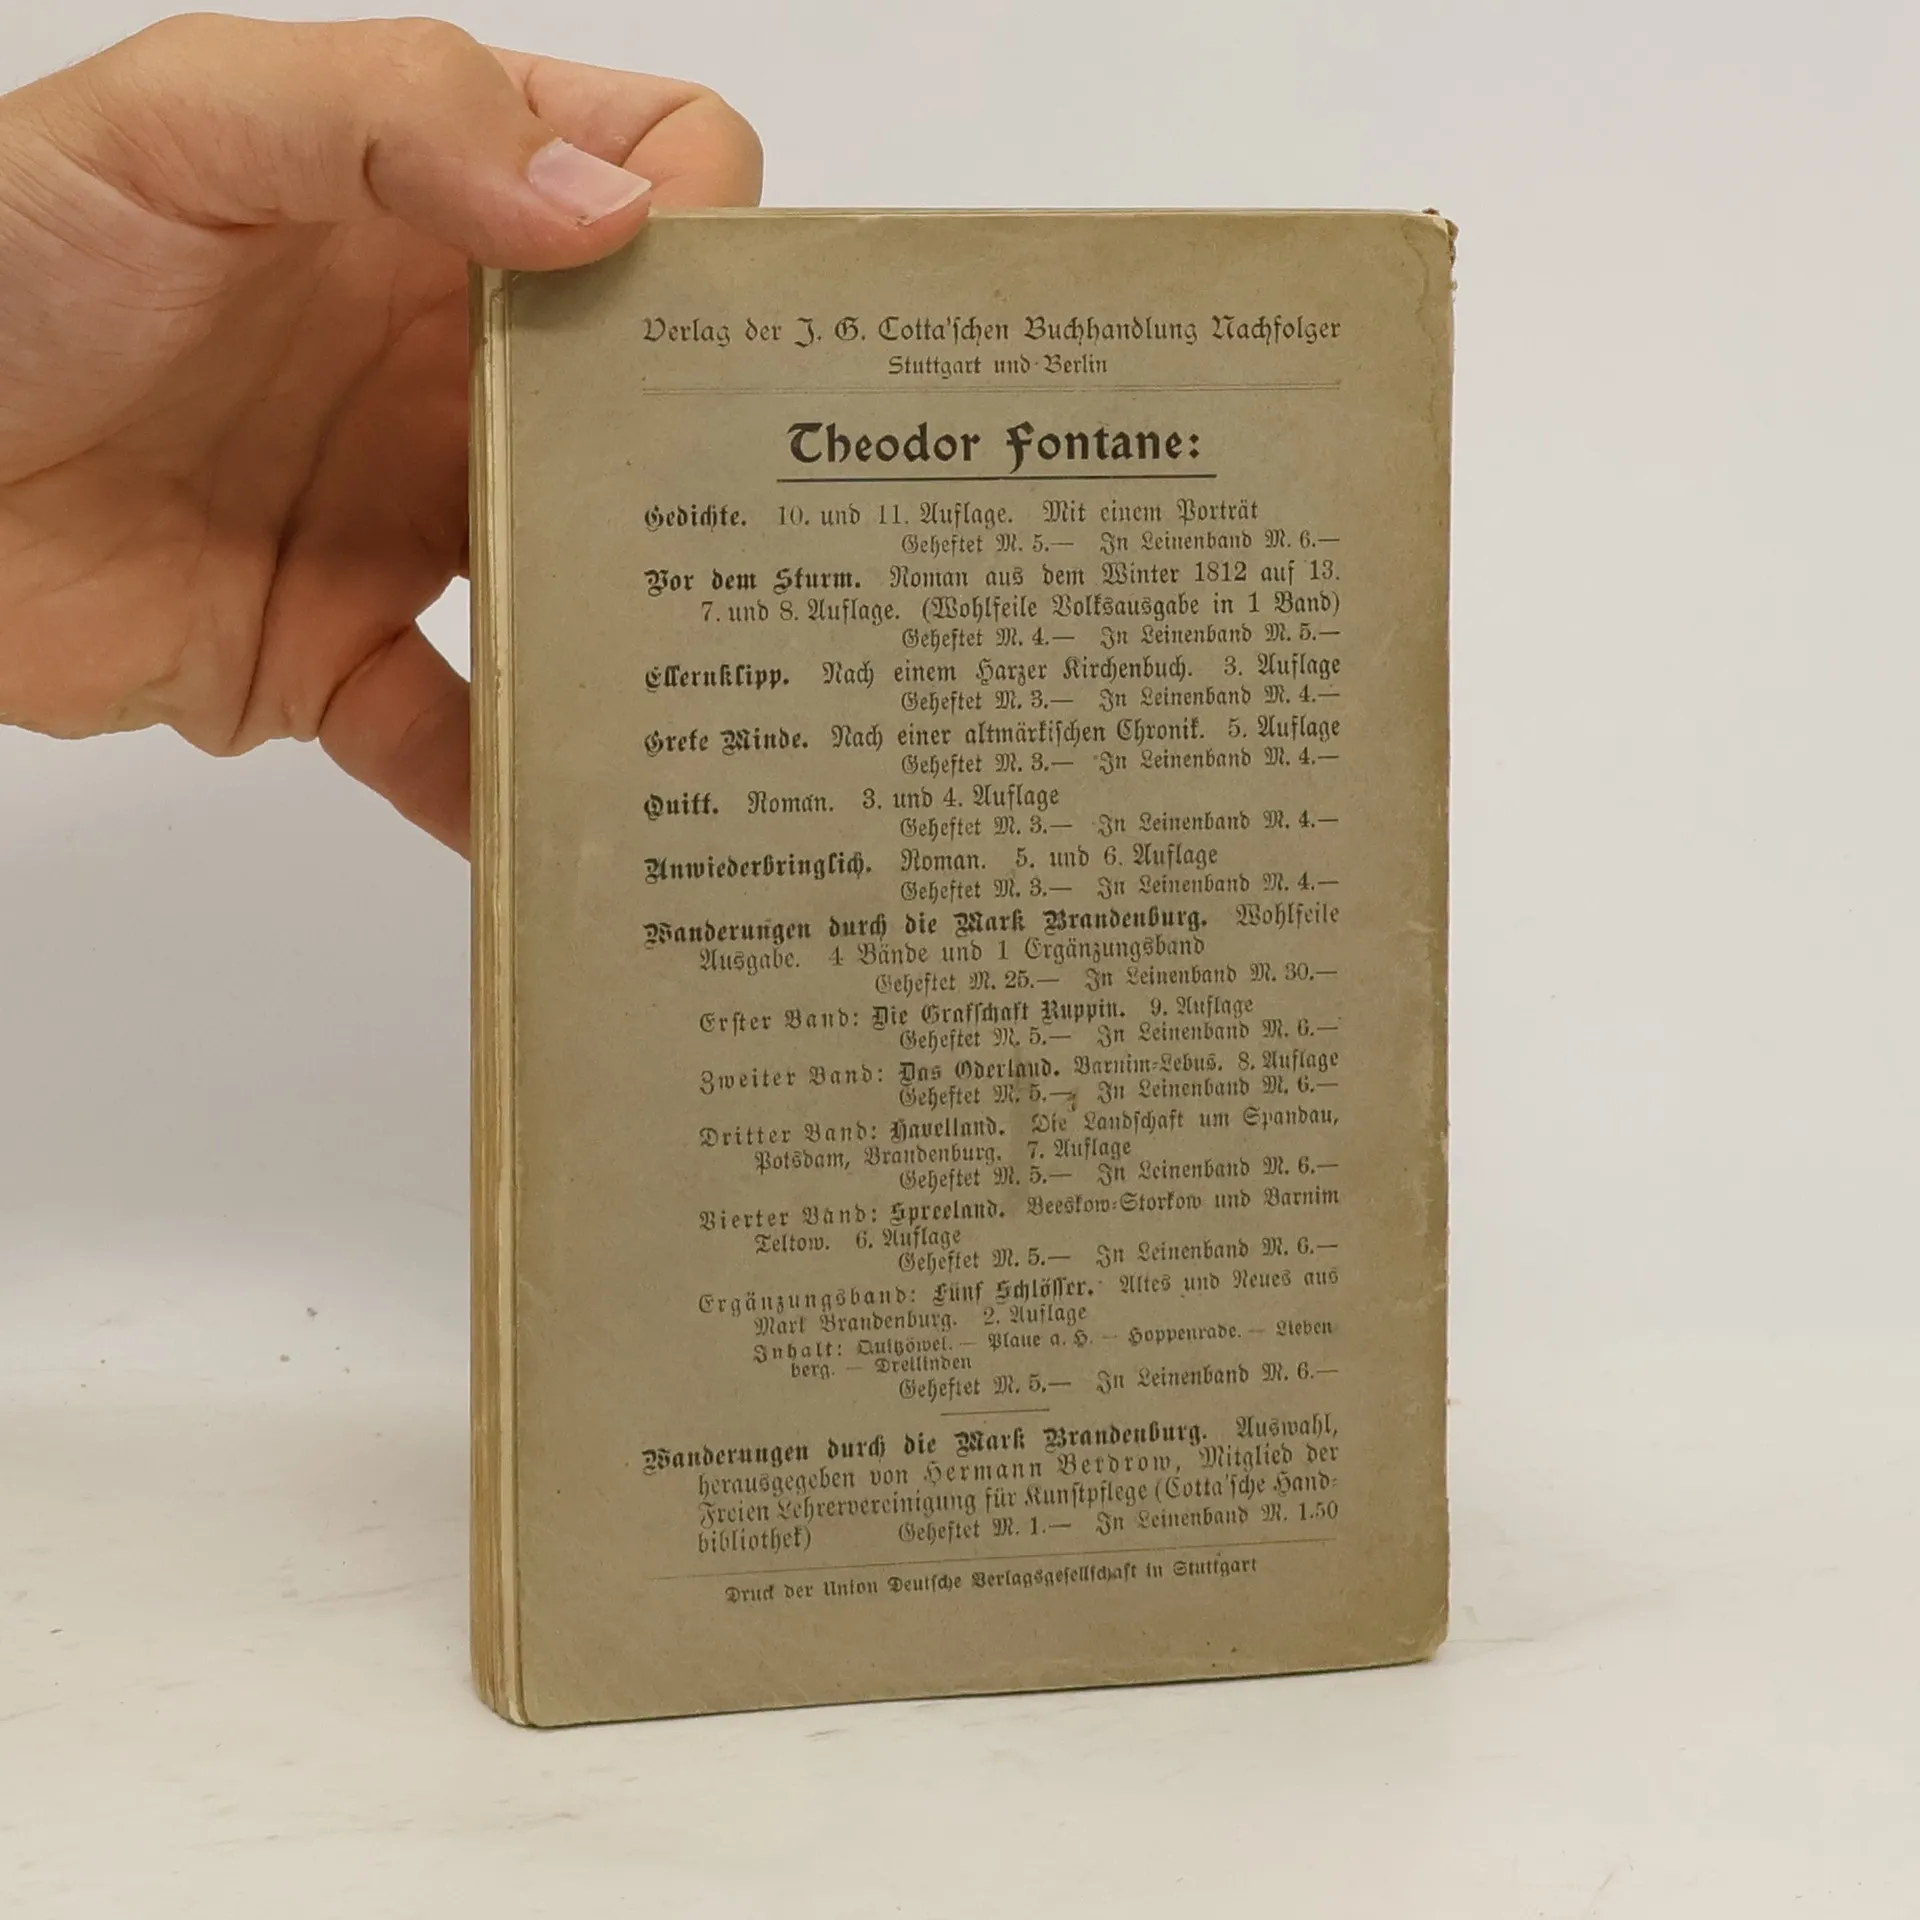 Verlag der J. G. Cotta'schen Buchhandlung Nachfolger
Stuttgart und Berlin
Theodor Fontane:
Gedichte. 10. und 11. Auflage. Mit einem Porträt
Geheftet M. 5.— In Leinenband M. 6.—
Vor dem Sturm. Roman aus dem Winter 1812 auf 13.
7. und 8. Auflage. (Wohlfeile Volksausgabe in 1 Band)
Geheftet M. 4.— In Leinenband M. 5.—
Ellernklipp. Nach einem Harzer Kirchenbuch. 3. Auflage
Geheftet M. 3.— In Leinenband M. 4.—
Grete Minde. Nach einer altmärkischen Chronik. 5. Auflage
Geheftet M. 3.— In Leinenband M. 4.—
Quitt. Roman. 3. und 4. Auflage
Geheftet M. 3.— In Leinenband M. 4.—
Unwiederbringlich. Roman. 5. und 6. Auflage
Geheftet M. 3.— In Leinenband M. 4.—
Wanderungen durch die Mark Brandenburg. Wohlfeile
Ausgabe. 4 Bände und 1 Ergänzungsband
Geheftet M. 25.— In Leinenband M. 30.—
Erster Band: Die Grafschaft Ruppin. 9. Auflage
Geheftet M. 5.— In Leinenband M. 6.—
Zweiter Band: Das Oderland. Barnim-Lebus. 8. Auflage
Geheftet M. 5.— In Leinenband M. 6.—
Dritter Band: Havelland. Die Landschaft um Spandau,
Potsdam, Brandenburg. 7. Auflage
Geheftet M. 5.— In Leinenband M. 6.—
Vierter Band: Spreeland. Beeskow-Storkow und Barnim
Teltow. 6. Auflage
Geheftet M. 5.— In Leinenband M. 6.—
Ergänzungsband: Fünf Schlösser. Altes und Neues aus
Mark Brandenburg. 2. Auflage
Inhalt: Quitzöwel. — Plaue a. H. — Hoppenrade. — Lieben
berg. — Dreilinden
Geheftet M. 5.— In Leinenband M. 6.—
Wanderungen durch die Mark Brandenburg. Auswahl,
herausgegeben von Hermann Berdrow, Mitglied der
Freien Lehrervereinigung für Kunstpflege (Cotta'sche Hand-
bibliothek) Geheftet M. 1.— In Leinenband M. 1.50
Druck der Union Deutsche Verlagsgesellschaft in Stuttgart